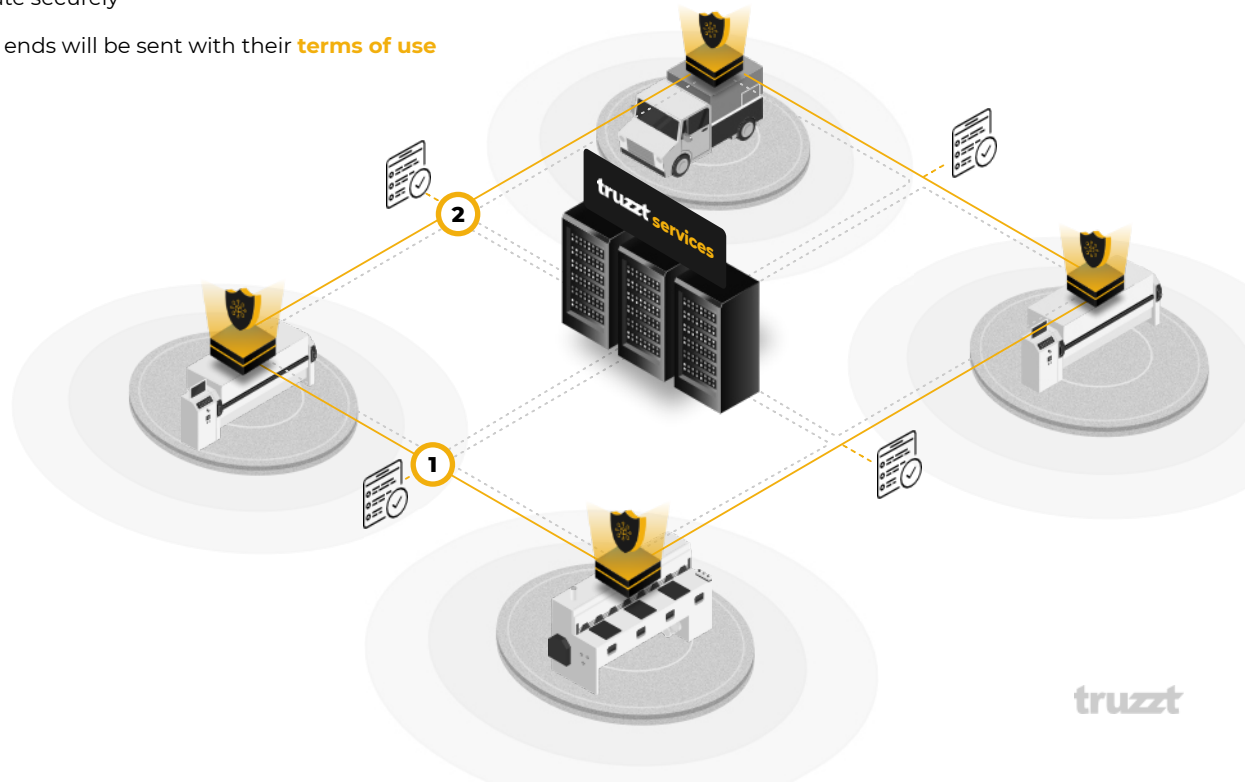 ends will be sent with their terms of use
2
truzzt services
1
truzzt